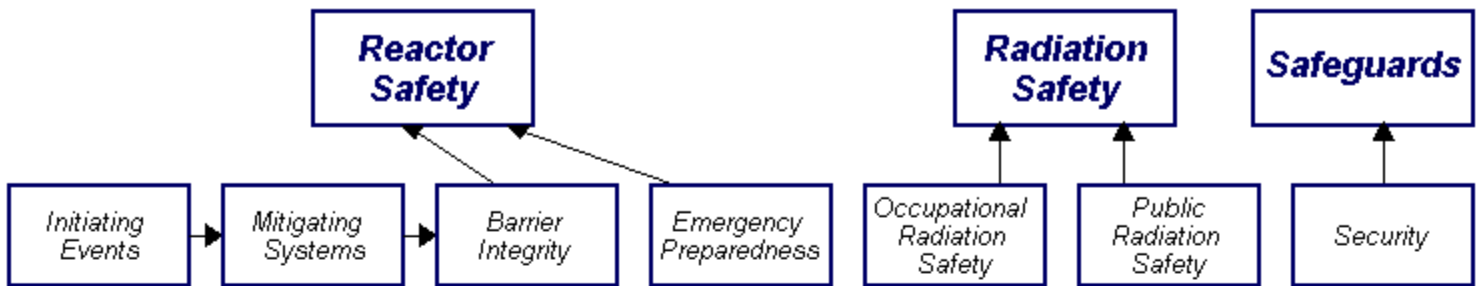 Reactor
Safety
Radiation
Safety
Safeguards
Initiating
Events
Mitigating
Systems
Barrier
Integrity
Emergency
Preparedness
Occupational
Radiation
Safety
Public
Radiation
Safety
Security